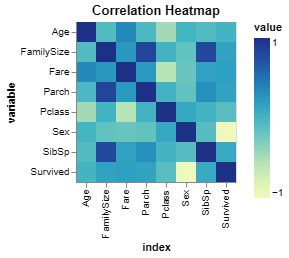 Correlation Heatmap
variable
Age
FamilySize
Fare
Parch
Pclass
Sex
SibSp
Survived
Age
FamilySize
Fare
Parch
Pclass
Sex
SibSp
Survived
index
value
1
−1